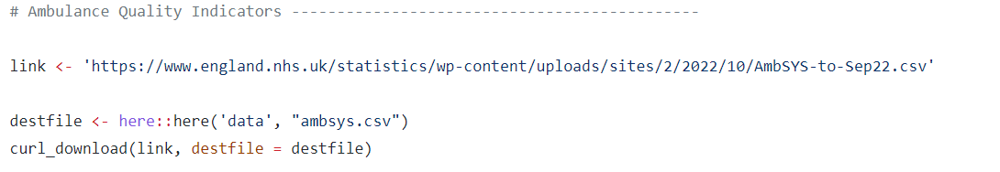 # Ambulance Quality Indicators ---------------------------------------------
link <- 'https://www.england.nhs.uk/statistics/wp-content/uploads/sites/2/2022/10/AmbSYS-to-Sep22.csv'
destfile <- here::here('data', "ambsys.csv")
curl_download(link, destfile = destfile)